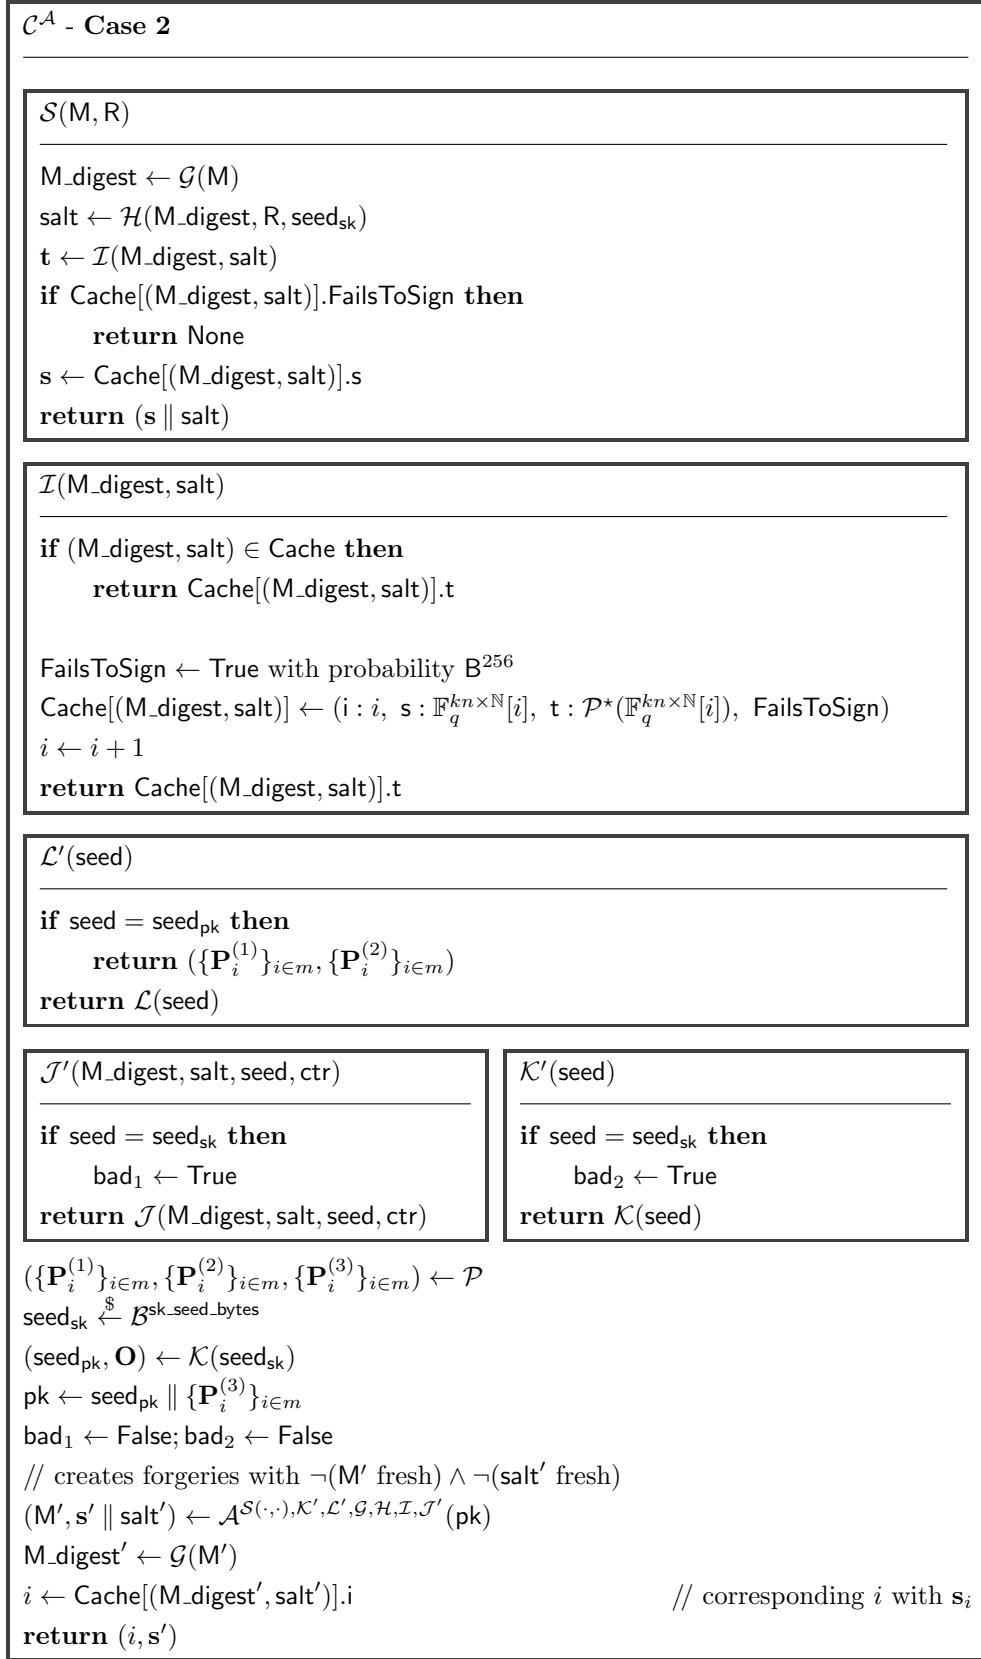 𝒞^𝒜 - Case 2
𝒮(M, R)
M_digest ← 𝒢(M)
salt ← ℋ(M_digest, R, seed_sk)
t ← ℐ(M_digest, salt)
if Cache[(M_digest, salt)].FailsToSign then
return None
s ← Cache[(M_digest, salt)].s
return (s ∥ salt)
ℐ(M_digest, salt)
if (M_digest, salt) ∈ Cache then
return Cache[(M_digest, salt)].t
FailsToSign ← True with probability B^256
Cache[(M_digest, salt)] ← (i : i, s : 𝔽_q^{kn×ℕ}[i], t : 𝒫^⋆(𝔽_q^{kn×ℕ}[i]), FailsToSign)
i ← i + 1
return Cache[(M_digest, salt)].t
ℒ′(seed)
if seed = seed_pk then
return ({P_i^(1)}_{i∈m}, {P_i^(2)}_{i∈m})
return ℒ(seed)
𝒥′(M_digest, salt, seed, ctr)
if seed = seed_sk then
bad_1 ← True
return 𝒥(M_digest, salt, seed, ctr)
𝒦′(seed)
if seed = seed_sk then
bad_2 ← True
return 𝒦(seed)
({P_i^(1)}_{i∈m}, {P_i^(2)}_{i∈m}, {P_i^(3)}_{i∈m}) ← 𝒫
seed_sk ←^$ ℬ^{sk_seed_bytes}
(seed_pk, O) ← 𝒦(seed_sk)
pk ← seed_pk ∥ {P_i^(3)}_{i∈m}
bad_1 ← False; bad_2 ← False
// creates forgeries with ¬(M′ fresh) ∧ ¬(salt′ fresh)
(M′, s′ ∥ salt′) ← 𝒜^{𝒮(·,·),𝒦′,ℒ′,𝒢,ℋ,ℐ,𝒥′}(pk)
M_digest′ ← 𝒢(M′)
i ← Cache[(M_digest′, salt′)].i // corresponding i with s_i
return (i, s′)